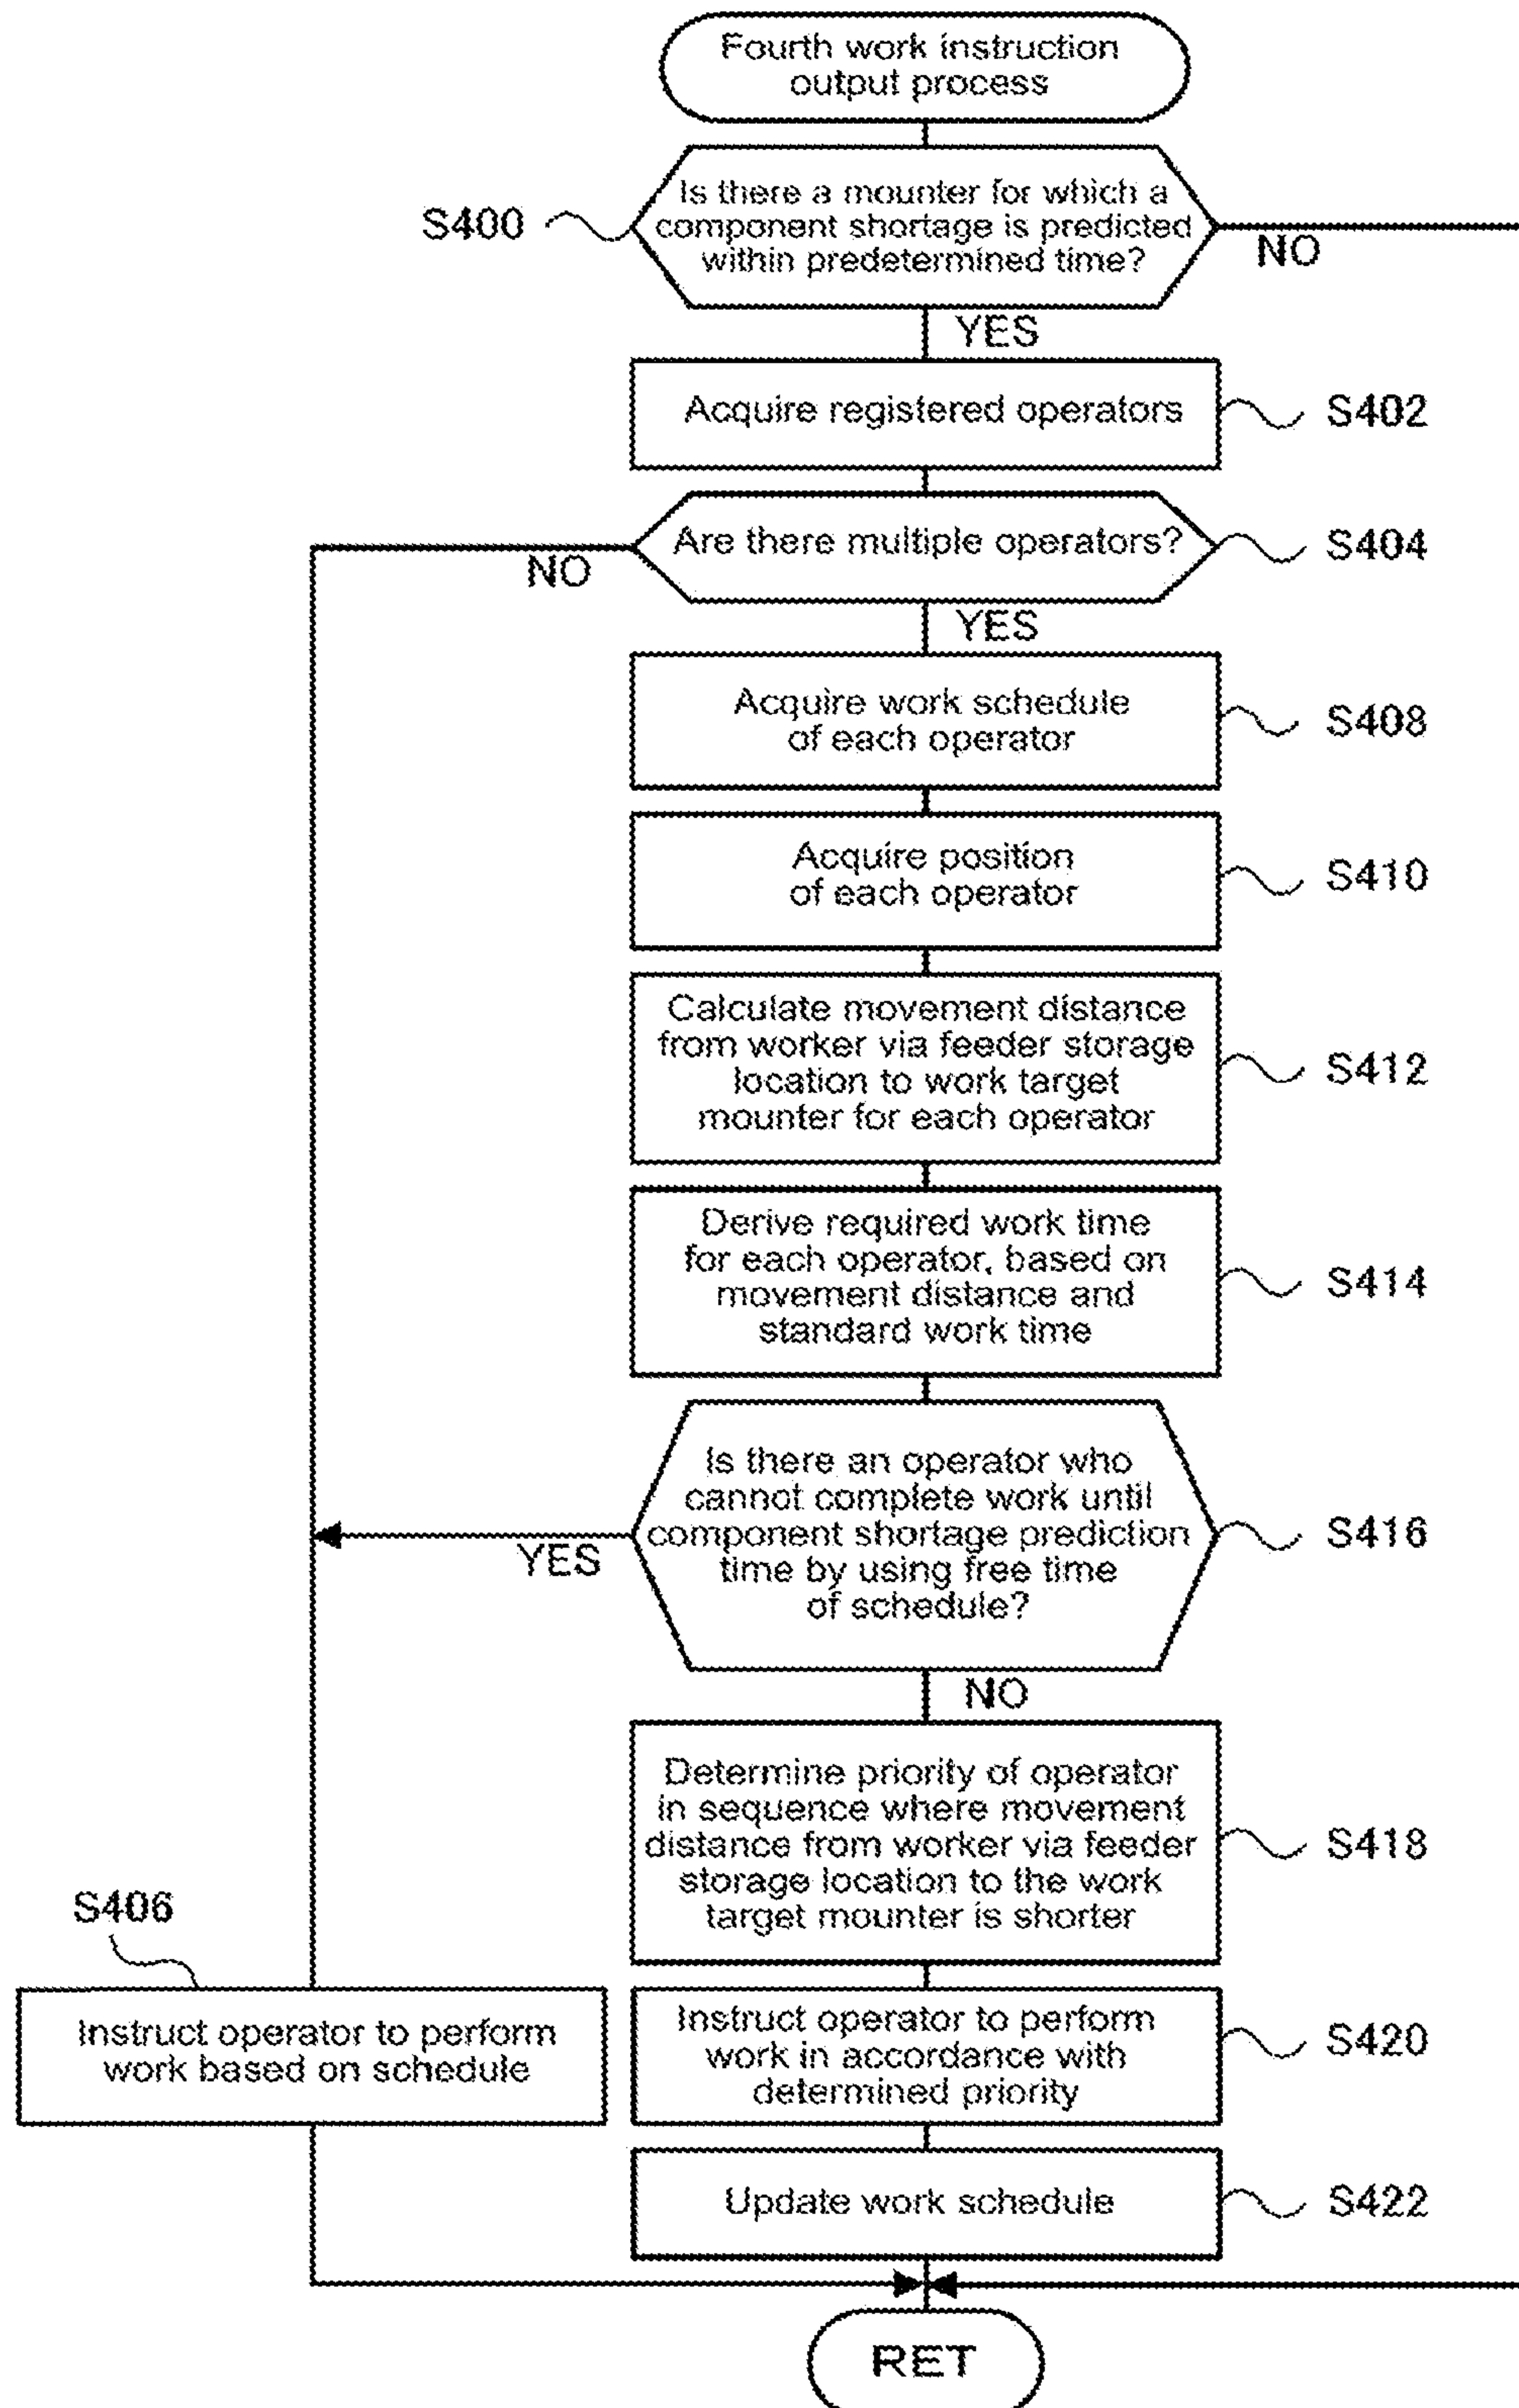 Fourth work instruction
output process
Is there a mounter for which a
component shortage is predicted
within predetermined time?
S400
NO
YES
Acquire registered operators
S402
Are there multiple operators?
S404
NO
YES
Acquire work schedule
of each operator
S408
Acquire position
of each operator
S410
Calculate movement distance
from worker via feeder storage
location to work target
mounter for each operator
S412
Derive required work time
for each operator, based on
movement distance and
standard work time
S414
Is there an operator who
cannot complete work until
component shortage prediction
time by using free time
of schedule?
S416
YES
NO
Determine priority of operator
in sequence where movement
distance from worker via feeder
storage location to the work
target mounter is shorter
S418
S406
Instruct operator to perform
work based on schedule
Instruct operator to perform
work in accordance with
determined priority
S420
Update work schedule
S422
RET